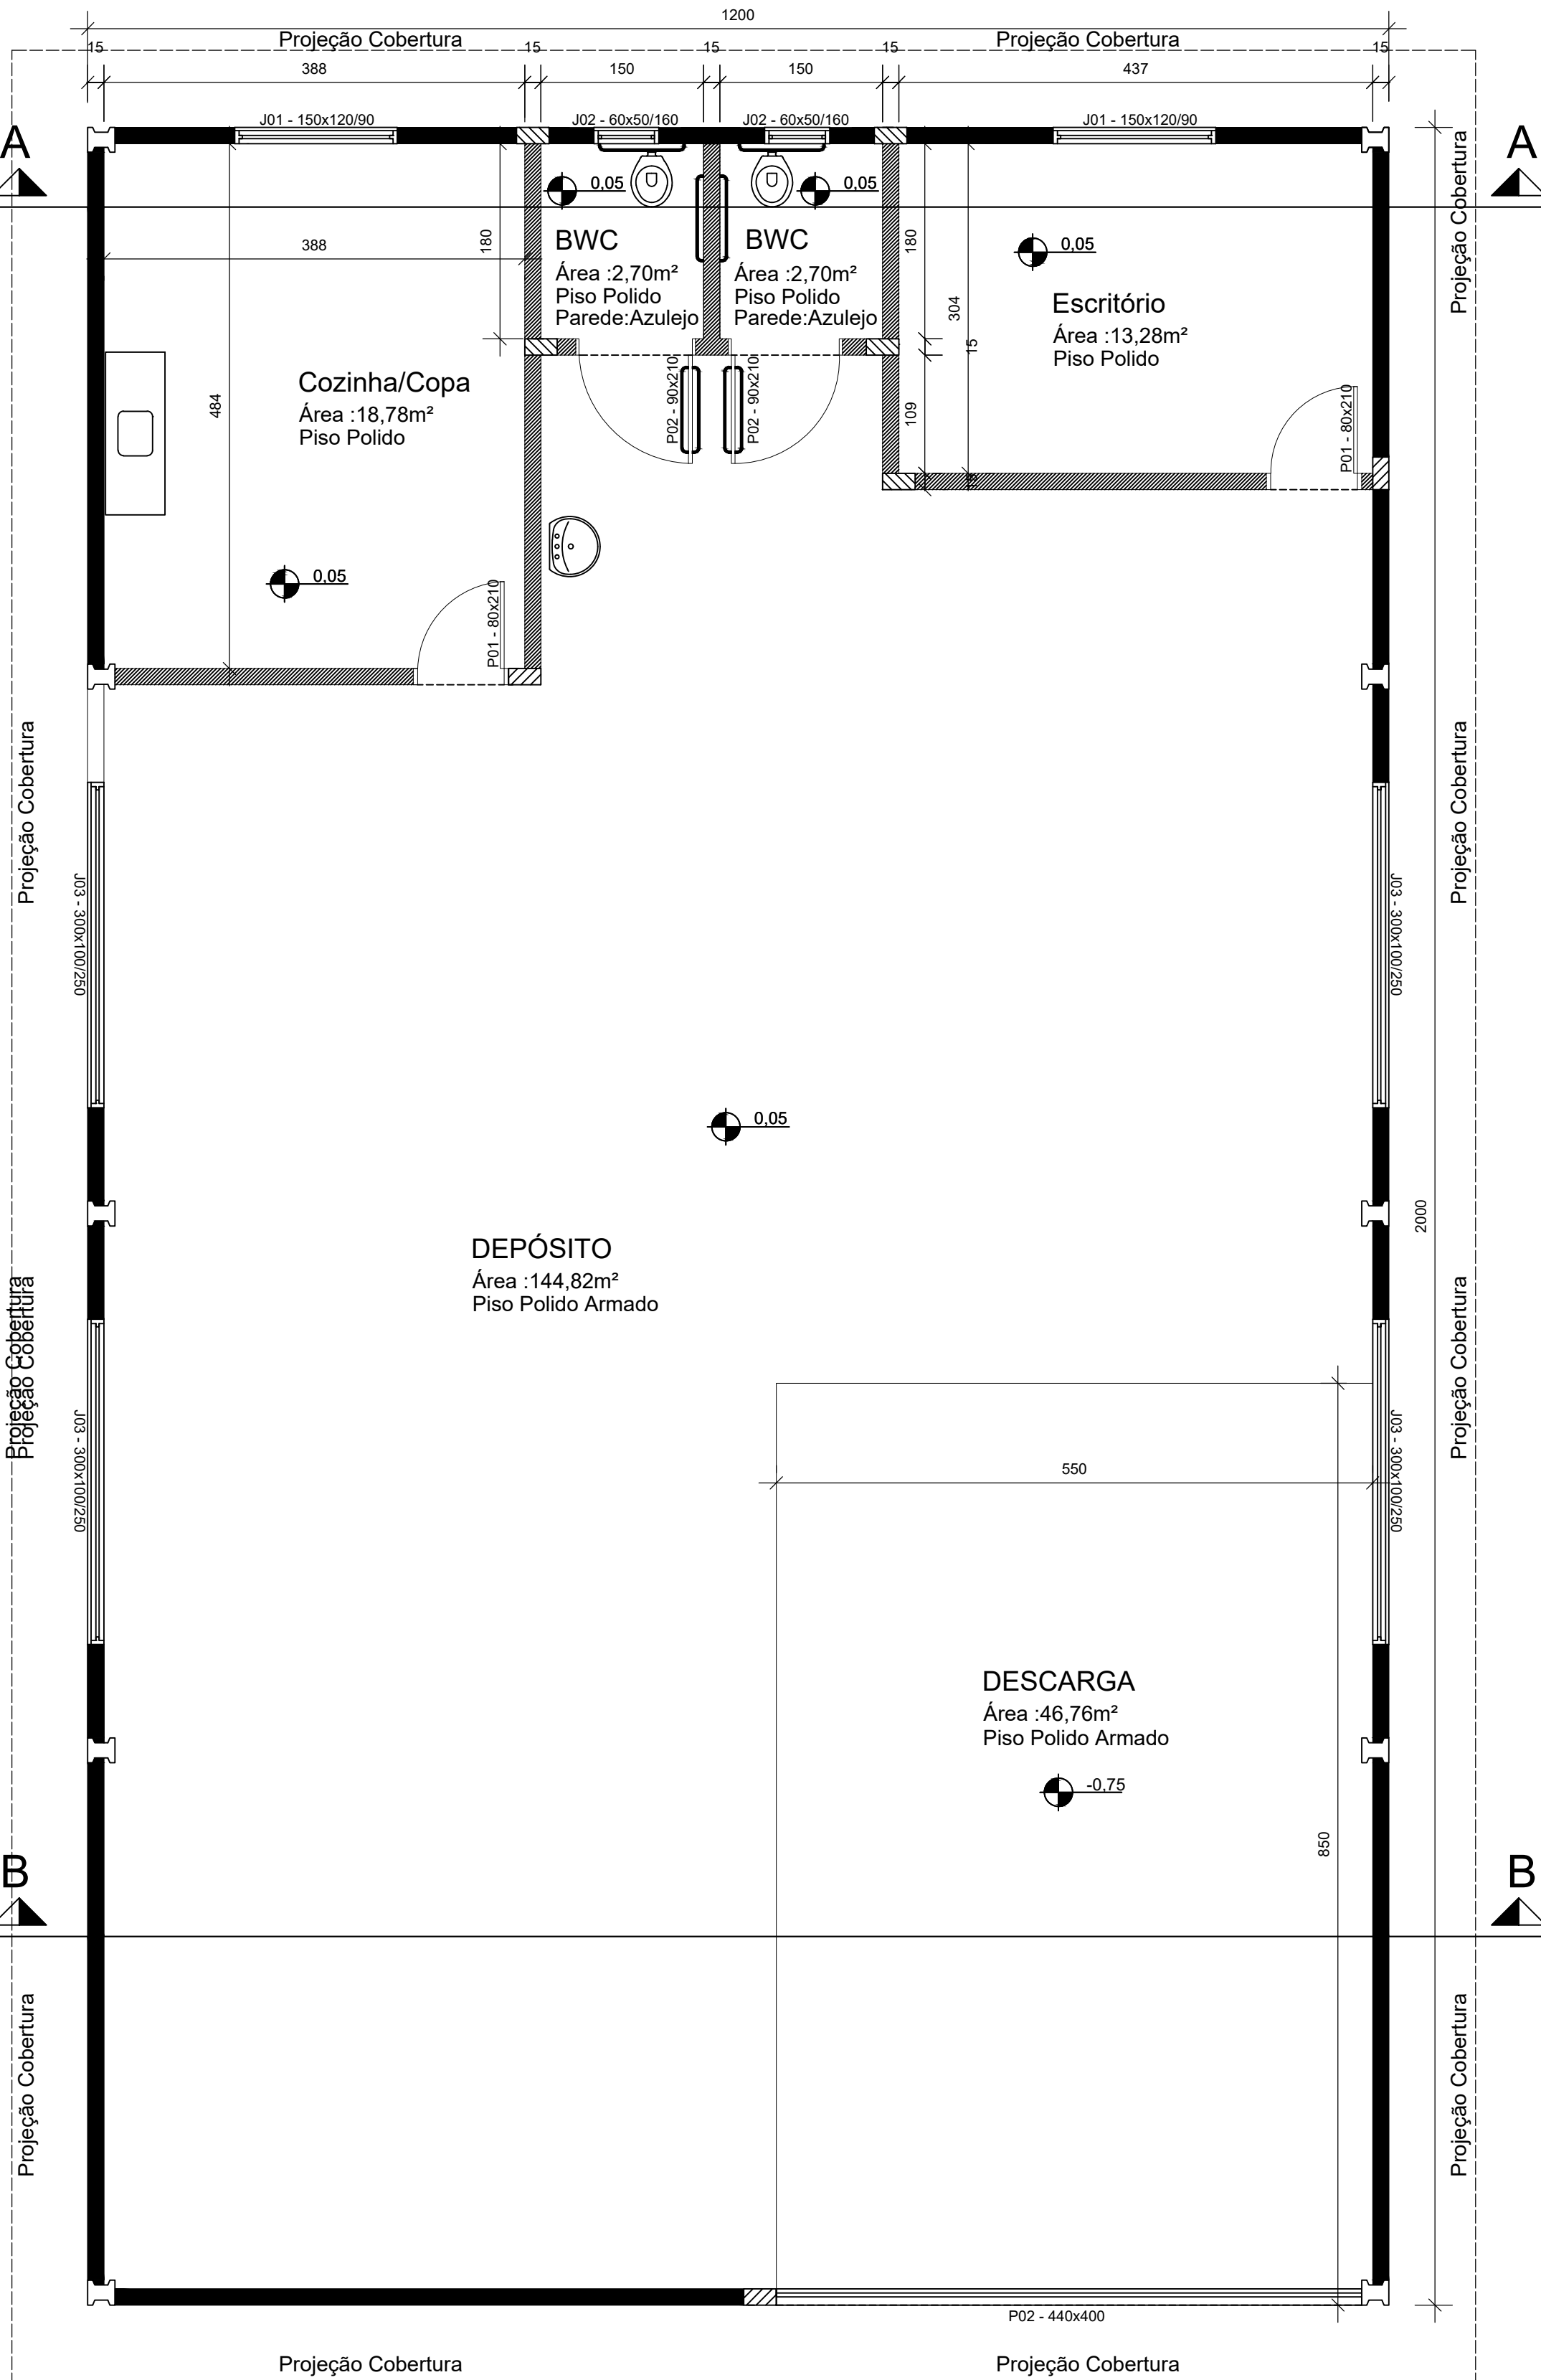 1200
Projeção Cobertura
Projeção Cobertura
15
15
15
15
15
388
150
150
437
J01 - 150x120/90
J02 - 60x50/160
J02 - 60x50/160
J01 - 150x120/90
A
A
Projeção Cobertura
0,05
0,05
388
180
BWC
Área :2,70m²
Piso Polido
Parede:Azulejo
BWC
Área :2,70m²
Piso Polido
Parede:Azulejo
180
0,05
304
15
Escritório
Área :13,28m²
Piso Polido
P02 - 90x210
P02 - 90x210
109
15
P01 - 80x210
484
Cozinha/Copa
Área :18,78m²
Piso Polido
0,05
P01 - 80x210
Projeção Cobertura
Projeção Cobertura
J03 - 300x100/250
J03 - 300x100/250
0,05
2000
DEPÓSITO
Área :144,82m²
Piso Polido Armado
Projeção Cobertura
Projeção Cobertura
Projeção Cobertura
J03 - 300x100/250
J03 - 300x100/250
550
DESCARGA
Área :46,76m²
Piso Polido Armado
-0,75
850
B
B
Projeção Cobertura
Projeção Cobertura
P02 - 440x400
Projeção Cobertura
Projeção Cobertura